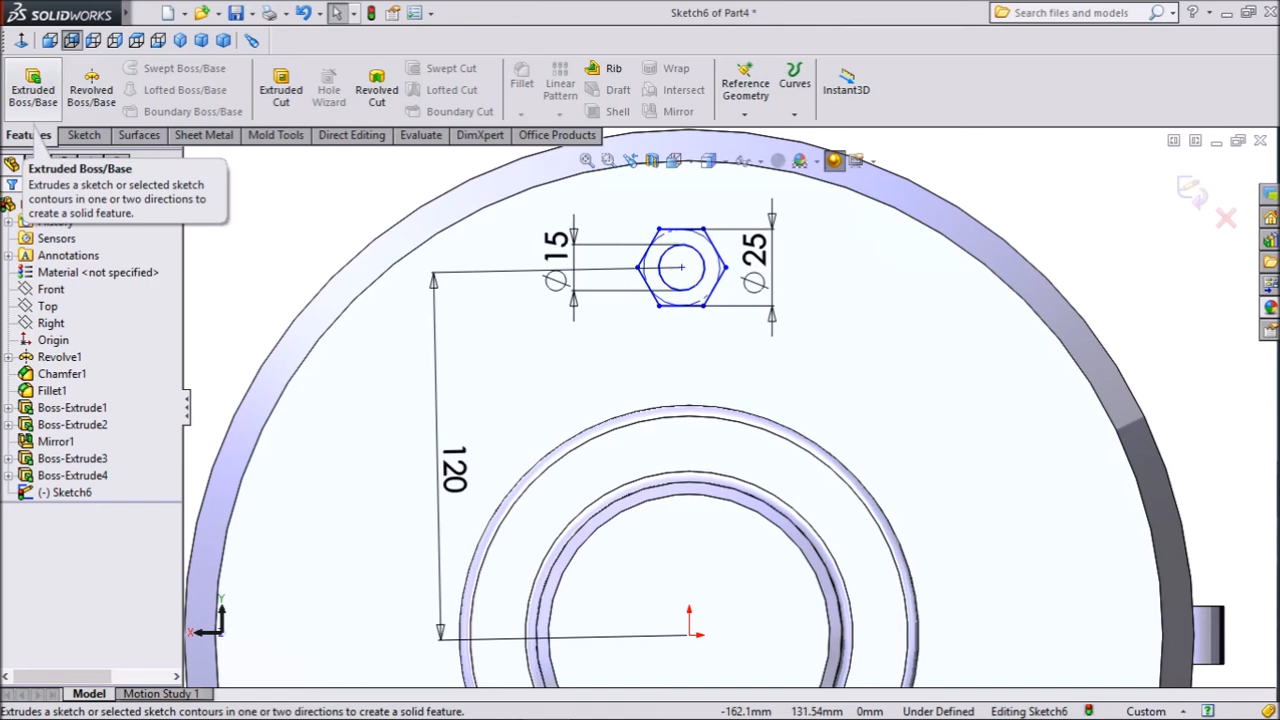 SOLIDWORKS
Sketch6 of Part4 *
Search files and models
Extruded Boss/Base
Revolved Boss/Base
Swept Boss/Base
Lofted Boss/Base
Boundary Boss/Base
Extruded Cut
Hole Wizard
Revolved Cut
Swept Cut
Lofted Cut
Boundary Cut
Fillet
Linear Pattern
Rib
Draft
Shell
Wrap
Intersect
Mirror
Reference Geometry
Curves
Instant3D
Features
Sketch
Surfaces
Sheet Metal
Mold Tools
Direct Editing
Evaluate
DimXpert
Office Products
Extruded Boss/Base
Extrudes a sketch or selected sketch
contours in one or two directions to
create a solid feature.
Sensors
Annotations
Material <not specified>
Front
Top
Right
Origin
Revolve1
Chamfer1
Fillet1
Boss-Extrude1
Boss-Extrude2
Mirror1
Boss-Extrude3
Boss-Extrude4
(-) Sketch6
∅ 15
∅ 25
120
Y
X
Model
Motion Study 1
Extrudes a sketch or selected sketch contours in one or two directions to create a solid feature.
-162.1mm
131.54mm
0mm
Under Defined
Editing Sketch6
Custom